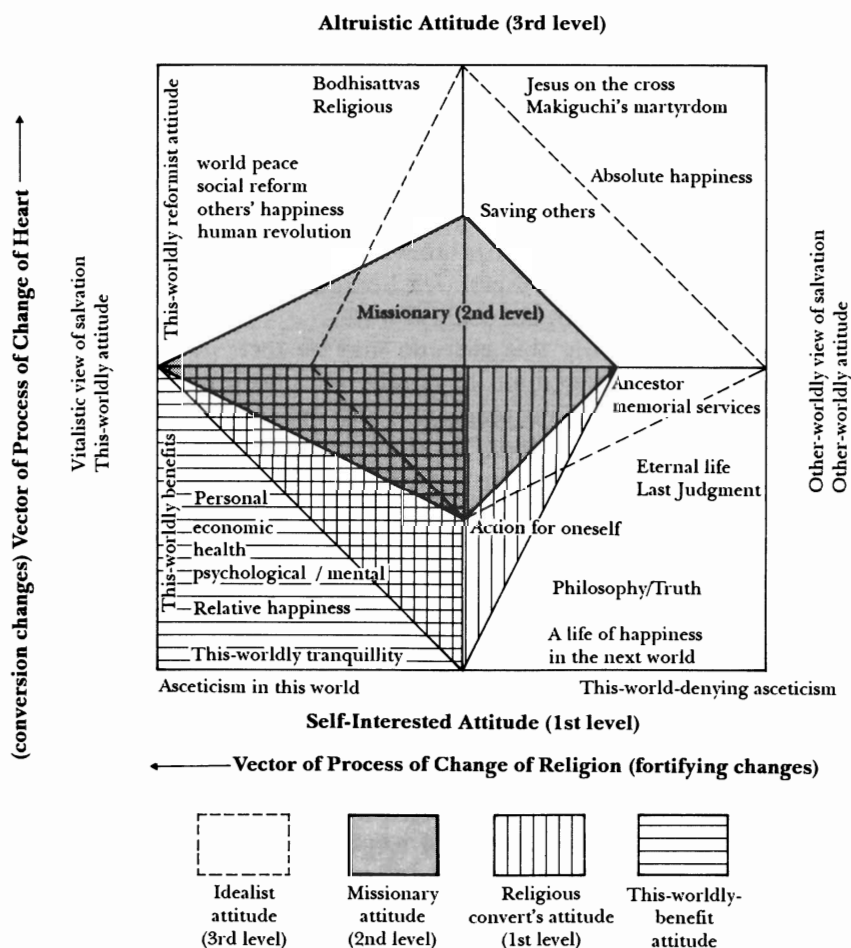 Altruistic Attitude (3rd level)
Bodhisattvas
Religious
Jesus on the cross
Makiguchi's martyrdom
This-worldly reformist attitude
world peace
social reform
others' happiness
human revolution
Absolute happiness
Saving others
(conversion changes) Vector of Process of Change of Heart
Vitalistic view of salvation
This-worldly attitude
Missionary (2nd level)
Other-worldly view of salvation
Other-worldly attitude
Ancestor
memorial services
Eternal life
Last Judgment
This-worldly benefits
Personal
economic
health
psychological / mental
Relative happiness
This-worldly tranquillity
Action for oneself
Philosophy/Truth
A life of happiness
in the next world
Asceticism in this world
This-world-denying asceticism
Self-Interested Attitude (1st level)
Vector of Process of Change of Religion (fortifying changes)
Idealist
attitude
(3rd level)
Missionary
attitude
(2nd level)
Religious
convert's attitude
(1st level)
This-worldly-
benefit
attitude